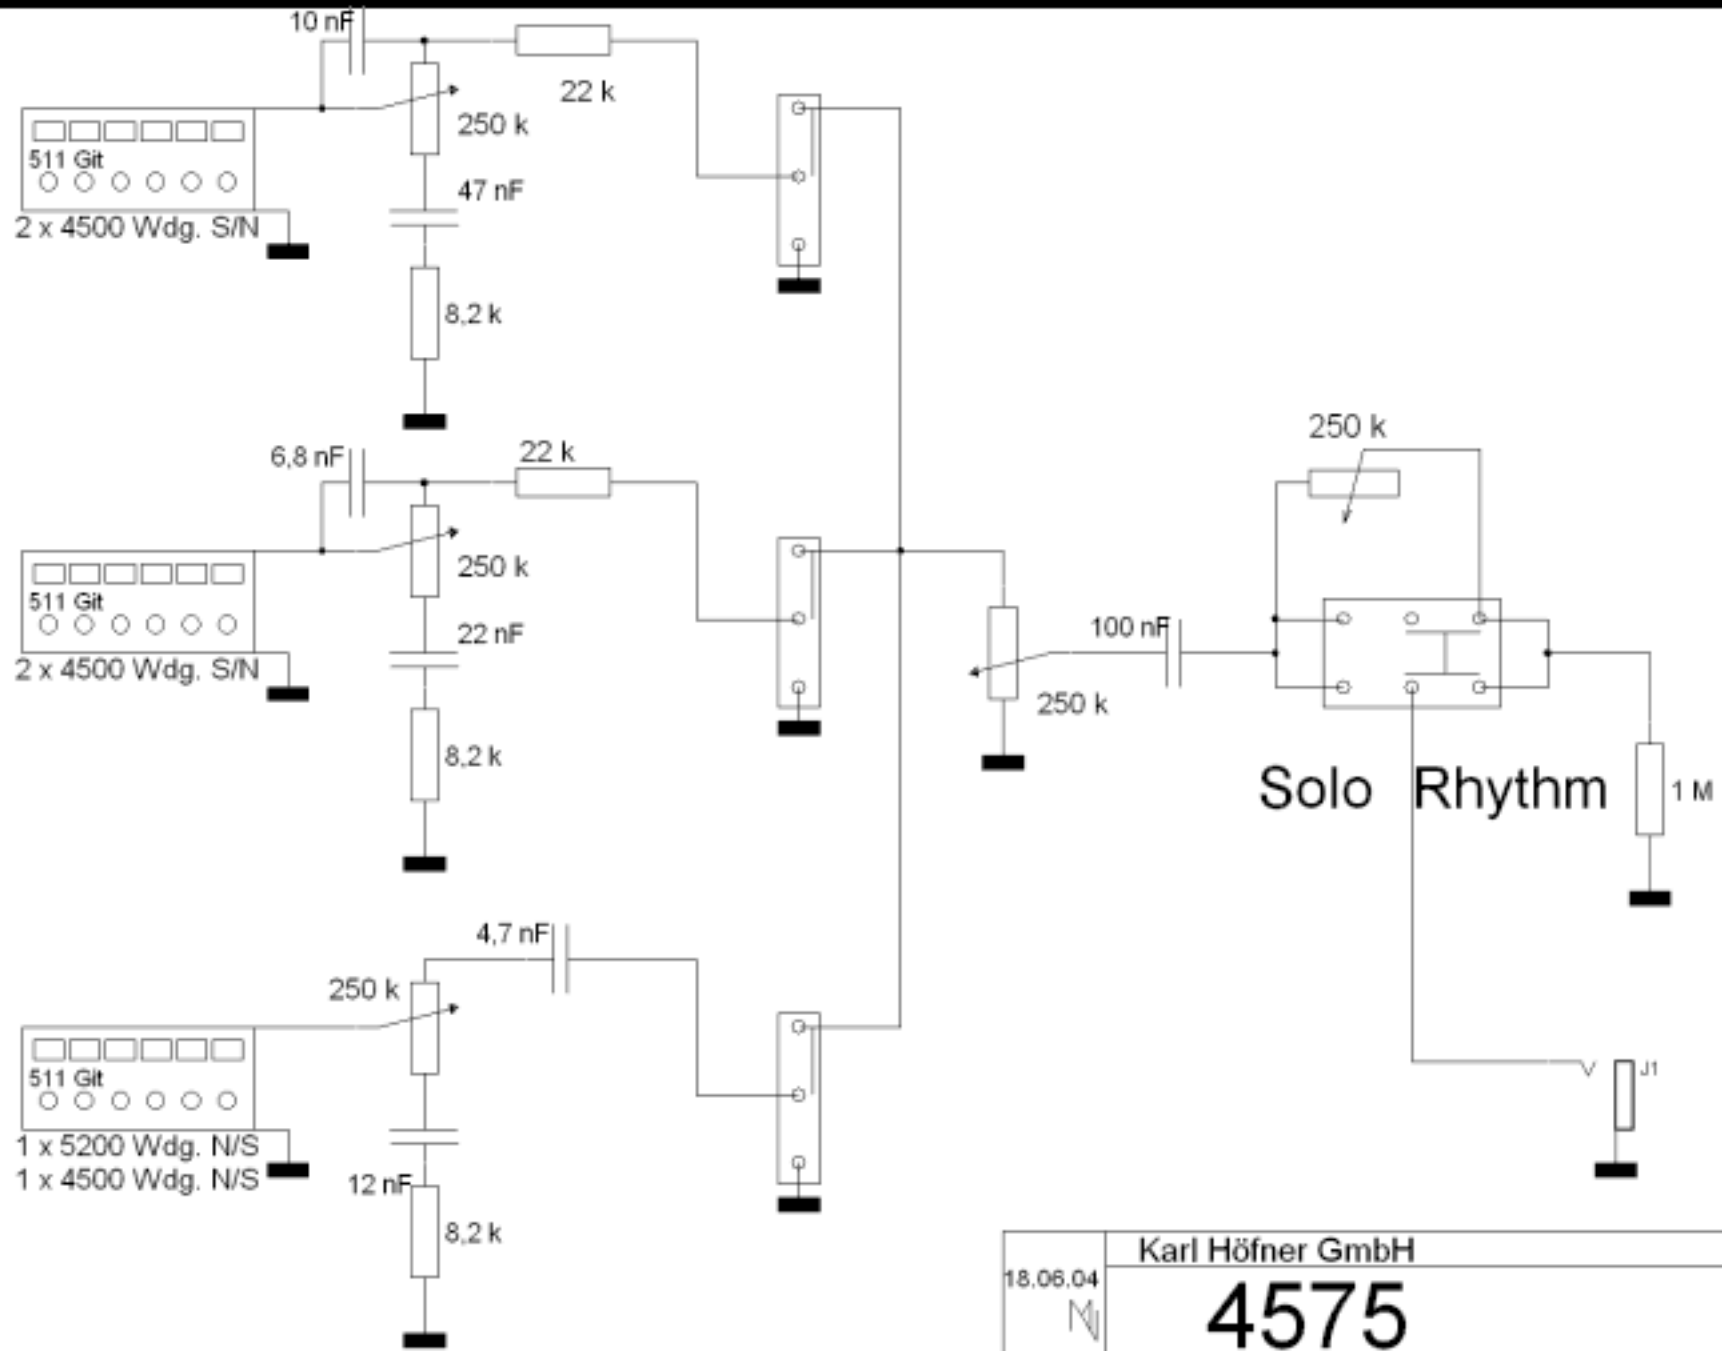 10 nF
22 k
250 k
511 Git
47 nF
2 x 4500 Wdg. S/N
8,2 k
250 k
6,8 nF
22 k
250 k
511 Git
22 nF
100 nF
2 x 4500 Wdg. S/N
250 k
8,2 k
Solo Rhythm
1 M
4,7 nF
250 k
511 Git
J1
1 x 5200 Wdg. N/S
1 x 4500 Wdg. N/S
12 nF
8,2 k
Karl Höfner GmbH
18.06.04
4575